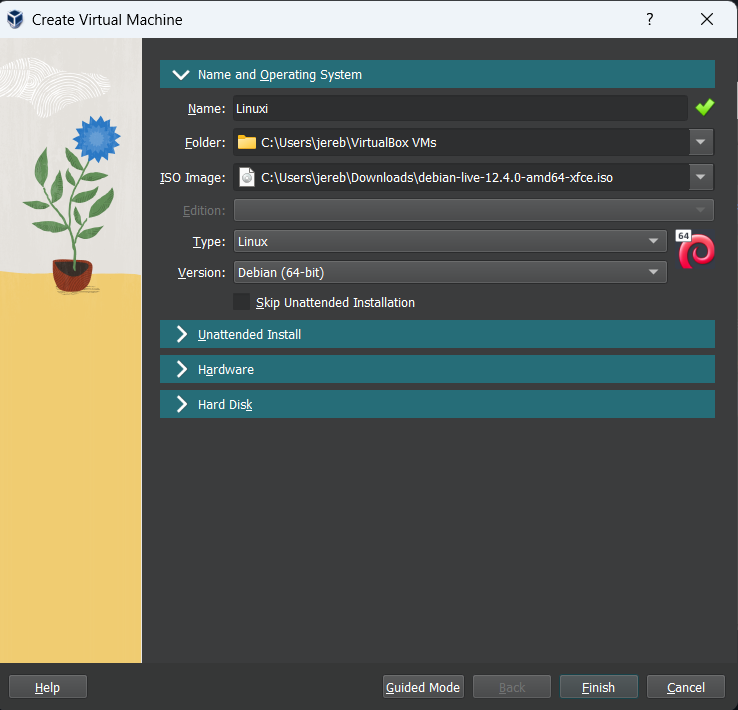 Create Virtual Machine
?
Name and Operating System
Name: Linuxi
Folder: C:\Users\jereb\VirtualBox VMs
ISO Image: C:\Users\jereb\Downloads\debian-live-12.4.0-amd64-xfce.iso
Edition:
Type: Linux
64
Version: Debian (64-bit)
Skip Unattended Installation
Unattended Install
Hardware
Hard Disk
Help Guided Mode Back Finish Cancel